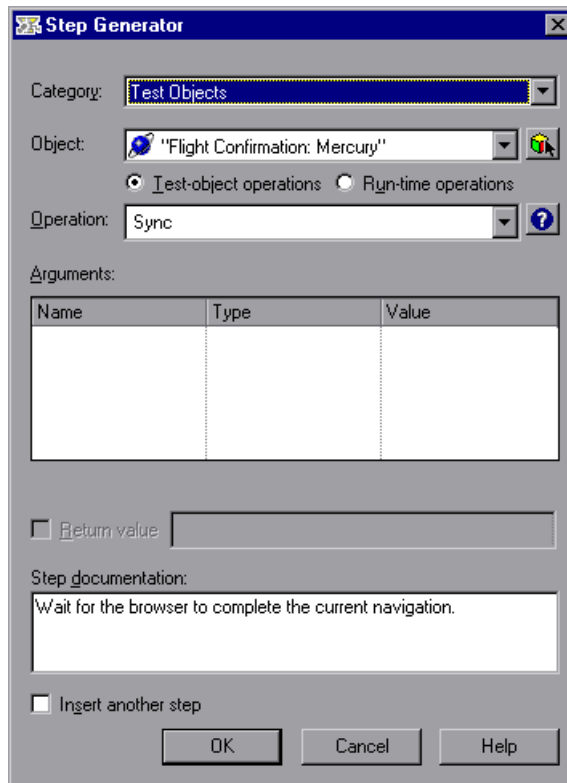 Step Generator
Category: Test Objects
Object: "Flight Confirmation: Mercury"
Test-object operations Run-time operations
Operation: Sync
Arguments:
Name Type Value
Return value
Step documentation:
Wait for the browser to complete the current navigation.
Insert another step
OK Cancel Help